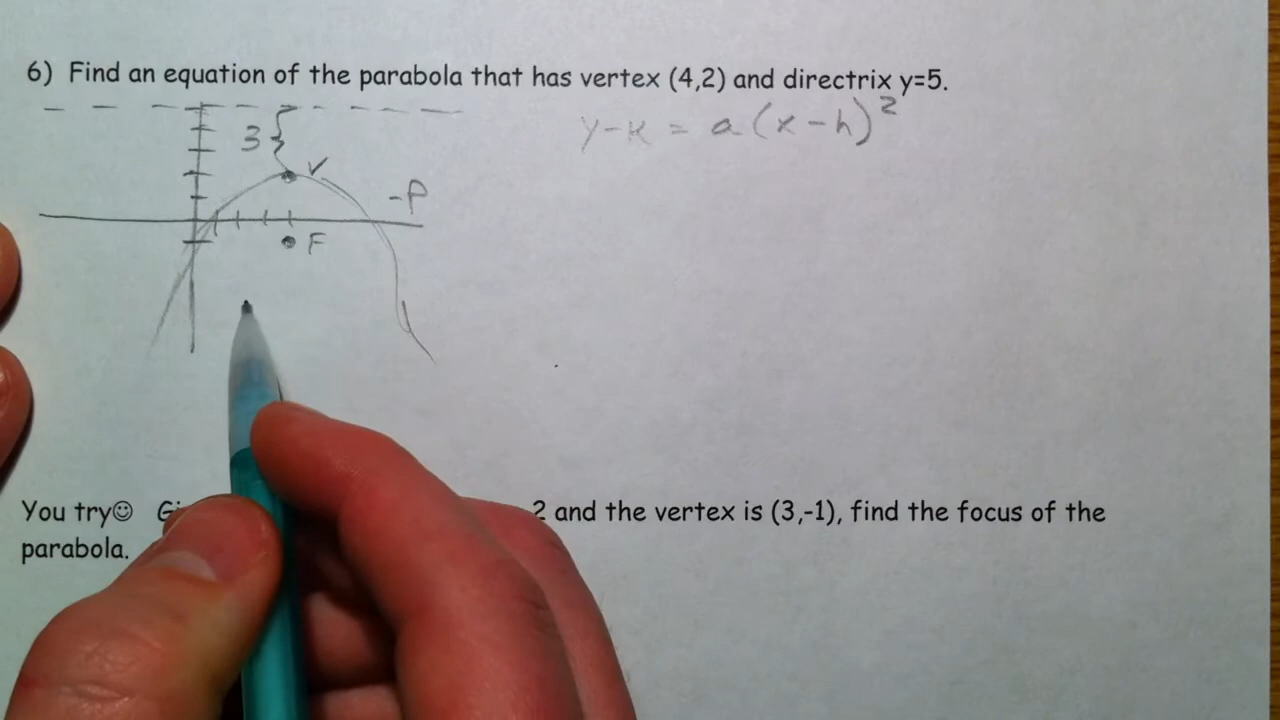 6) Find an equation of the parabola that has vertex (4,2) and directrix y=5.
y-k = a(x-h)²
3
V
-P
F
You try☺ 2 and the vertex is (3,-1), find the focus of the
parabola.